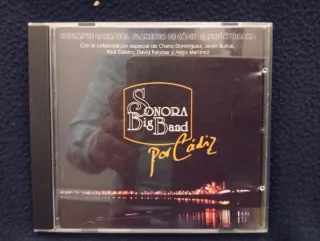 Con la colaboración especial de Chano Domínguez, Javier Ruibal,
Raúl Gálvez, David Palomar y Alejo Martínez
SONORA
Big Band
por Cádiz